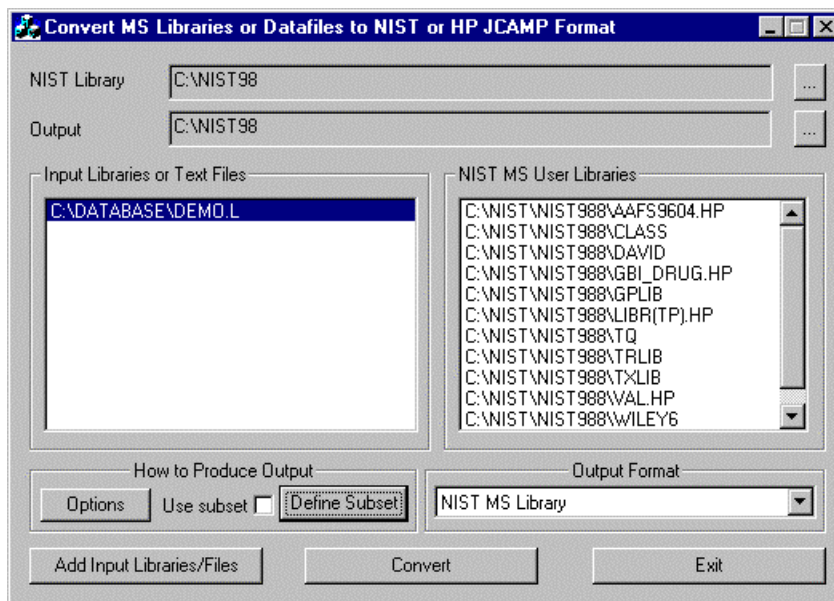 Convert MS Libraries or Datafiles to NIST or HP JCAMP Format
NIST Library C:\NIST98 ...
Output C:\NIST98 ...
Input Libraries or Text Files
C:\DATABASE\DEMO.L
NIST MS User Libraries
C:\NIST\NIST988\AAFS9604.HP
C:\NIST\NIST988\CLASS
C:\NIST\NIST988\DAVID
C:\NIST\NIST988\GBI_DRUG.HP
C:\NIST\NIST988\GPLIB
C:\NIST\NIST988\LIBR(TP).HP
C:\NIST\NIST988\TQ
C:\NIST\NIST988\TRLIB
C:\NIST\NIST988\TXLIB
C:\NIST\NIST988\VAL.HP
C:\NIST\NIST988\WILEY6
How to Produce Output
Options Use subset Define Subset
Output Format
NIST MS Library
Add Input Libraries/Files Convert Exit